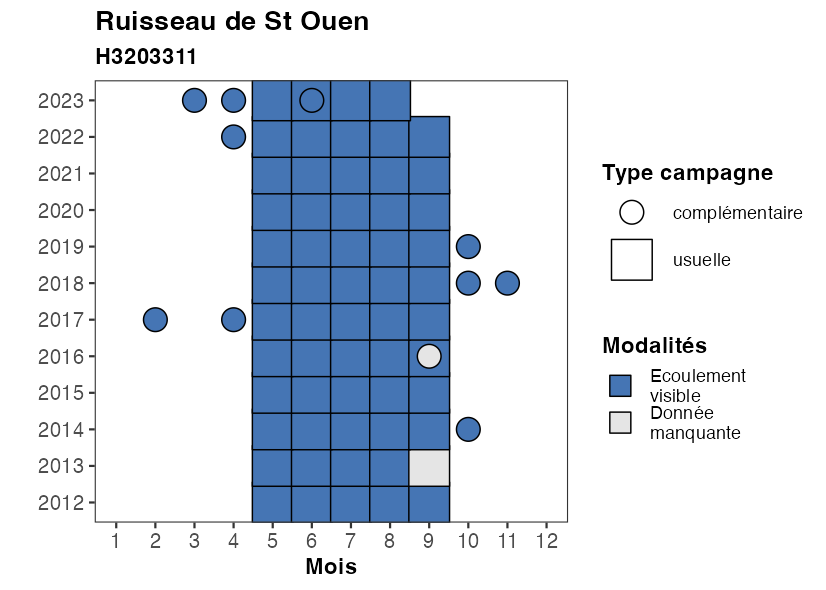 Ruisseau de St Ouen
H3203311
2023
2022
2021
2020
2019
2018
2017
2016
2015
2014
2013
2012
1 2 3 4 5 6 7 8 9 10 11 12
Mois
Type campagne
complémentaire
usuelle
Modalités
Ecoulement
visible
Donnée
manquante